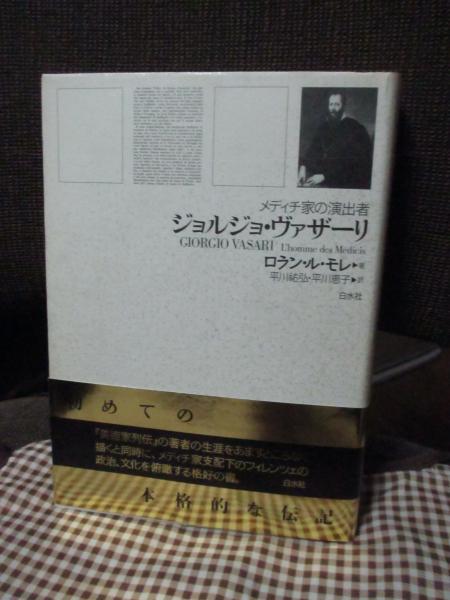 メディチ家の演出者
ジョルジョ・ヴァザーリ
GIORGIO VASARI L'homme des Médicis
ロラン・ル・モレ▶著
平川祐弘・平川恵子▶訳
白水社
初めての
『美術家列伝』の著者の生涯をあますところなく
描くと同時に、メディチ家支配下のフィレンツェの
政治、文化を俯瞰する格好の書。
白水社
本格的な伝記